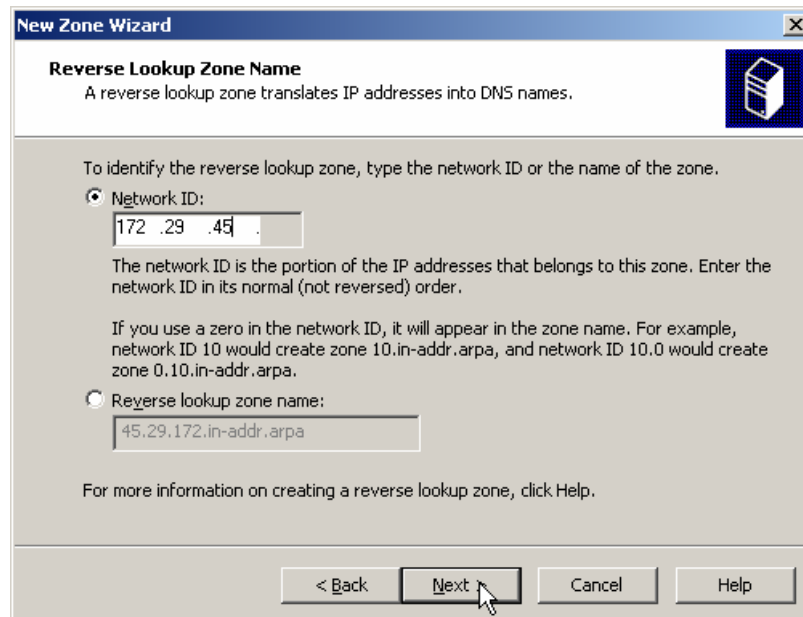 New Zone Wizard
Reverse Lookup Zone Name
A reverse lookup zone translates IP addresses into DNS names.
To identify the reverse lookup zone, type the network ID or the name of the zone.
Network ID:
172 .29 .45 .
The network ID is the portion of the IP addresses that belongs to this zone. Enter the
network ID in its normal (not reversed) order.
If you use a zero in the network ID, it will appear in the zone name. For example,
network ID 10 would create zone 10.in-addr.arpa, and network ID 10.0 would create
zone 0.10.in-addr.arpa.
Reverse lookup zone name:
45.29.172.in-addr.arpa
For more information on creating a reverse lookup zone, click Help.
< Back Next > Cancel Help